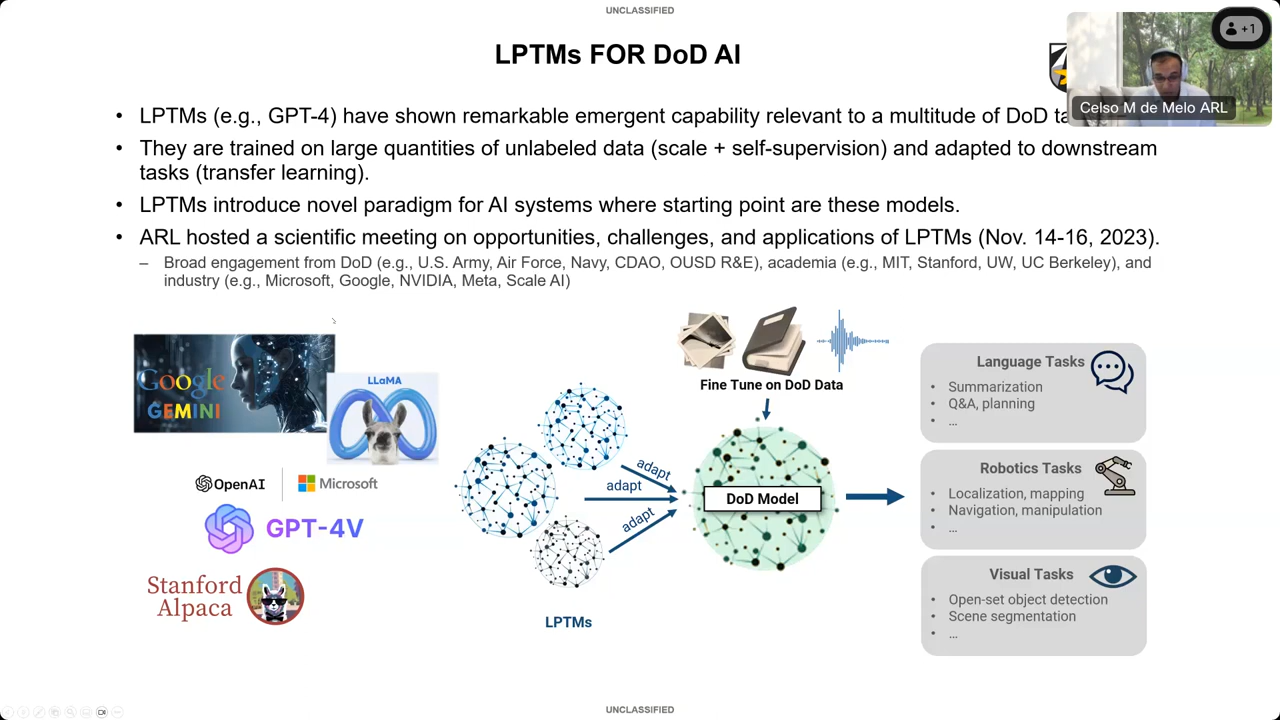 UNCLASSIFIED
LPTMs FOR DoD AI
+1
Celso M de Melo ARL
• LPTMs (e.g., GPT-4) have shown remarkable emergent capability relevant to a multitude of DoD
• They are trained on large quantities of unlabeled data (scale + self-supervision) and adapted to downstream
tasks (transfer learning).
• LPTMs introduce novel paradigm for AI systems where starting point are these models.
• ARL hosted a scientific meeting on opportunities, challenges, and applications of LPTMs (Nov. 14-16, 2023).
– Broad engagement from DoD (e.g., U.S. Army, Air Force, Navy, CDAO, OUSD R&E), academia (e.g., MIT, Stanford, UW, UC Berkeley), and
industry (e.g., Microsoft, Google, NVIDIA, Meta, Scale AI)
Google
GEMINI
LLaMA
OpenAI
Microsoft
GPT-4V
Stanford
Alpaca
LPTMs
adapt
adapt
adapt
Fine Tune on DoD Data
DoD Model
Language Tasks
• Summarization
• Q&A, planning
• ...
Robotics Tasks
• Localization, mapping
• Navigation, manipulation
• ...
Visual Tasks
• Open-set object detection
• Scene segmentation
• ...
UNCLASSIFIED